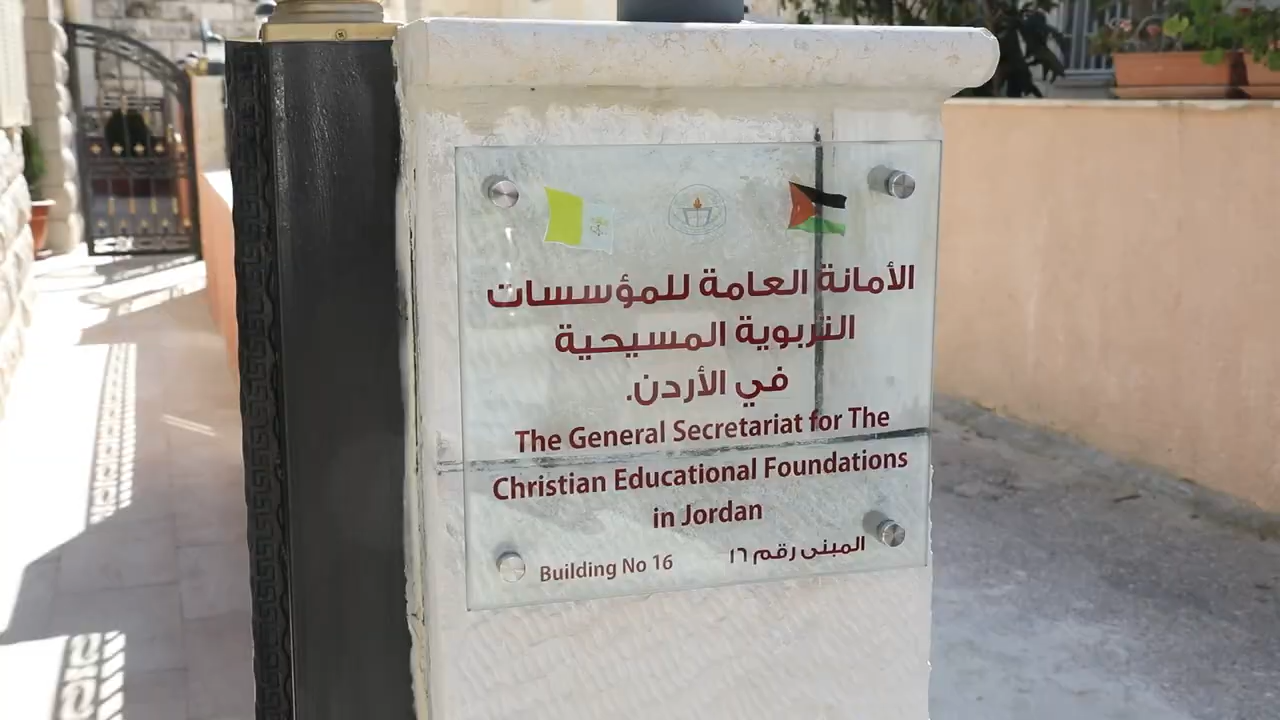 الأمانة العامة للمؤسسات
التربوية المسيحية
في الأردن.
The General Secretariat for The
Christian Educational Foundations
in Jordan
Building No 16
المبنى رقم ١٦